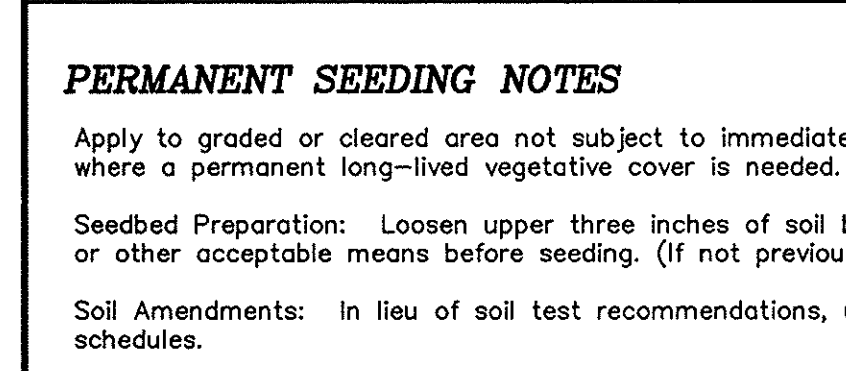 PERMANENT SEEDING NOTES
Apply to graded or cleared area not subject to immediate
where a permanent long-lived vegetative cover is needed.
Seedbed Preparation: Loosen upper three inches of soil
or other acceptable means before seeding. (If not previou
Soil Amendments: In lieu of soil test recommendations,
schedules.